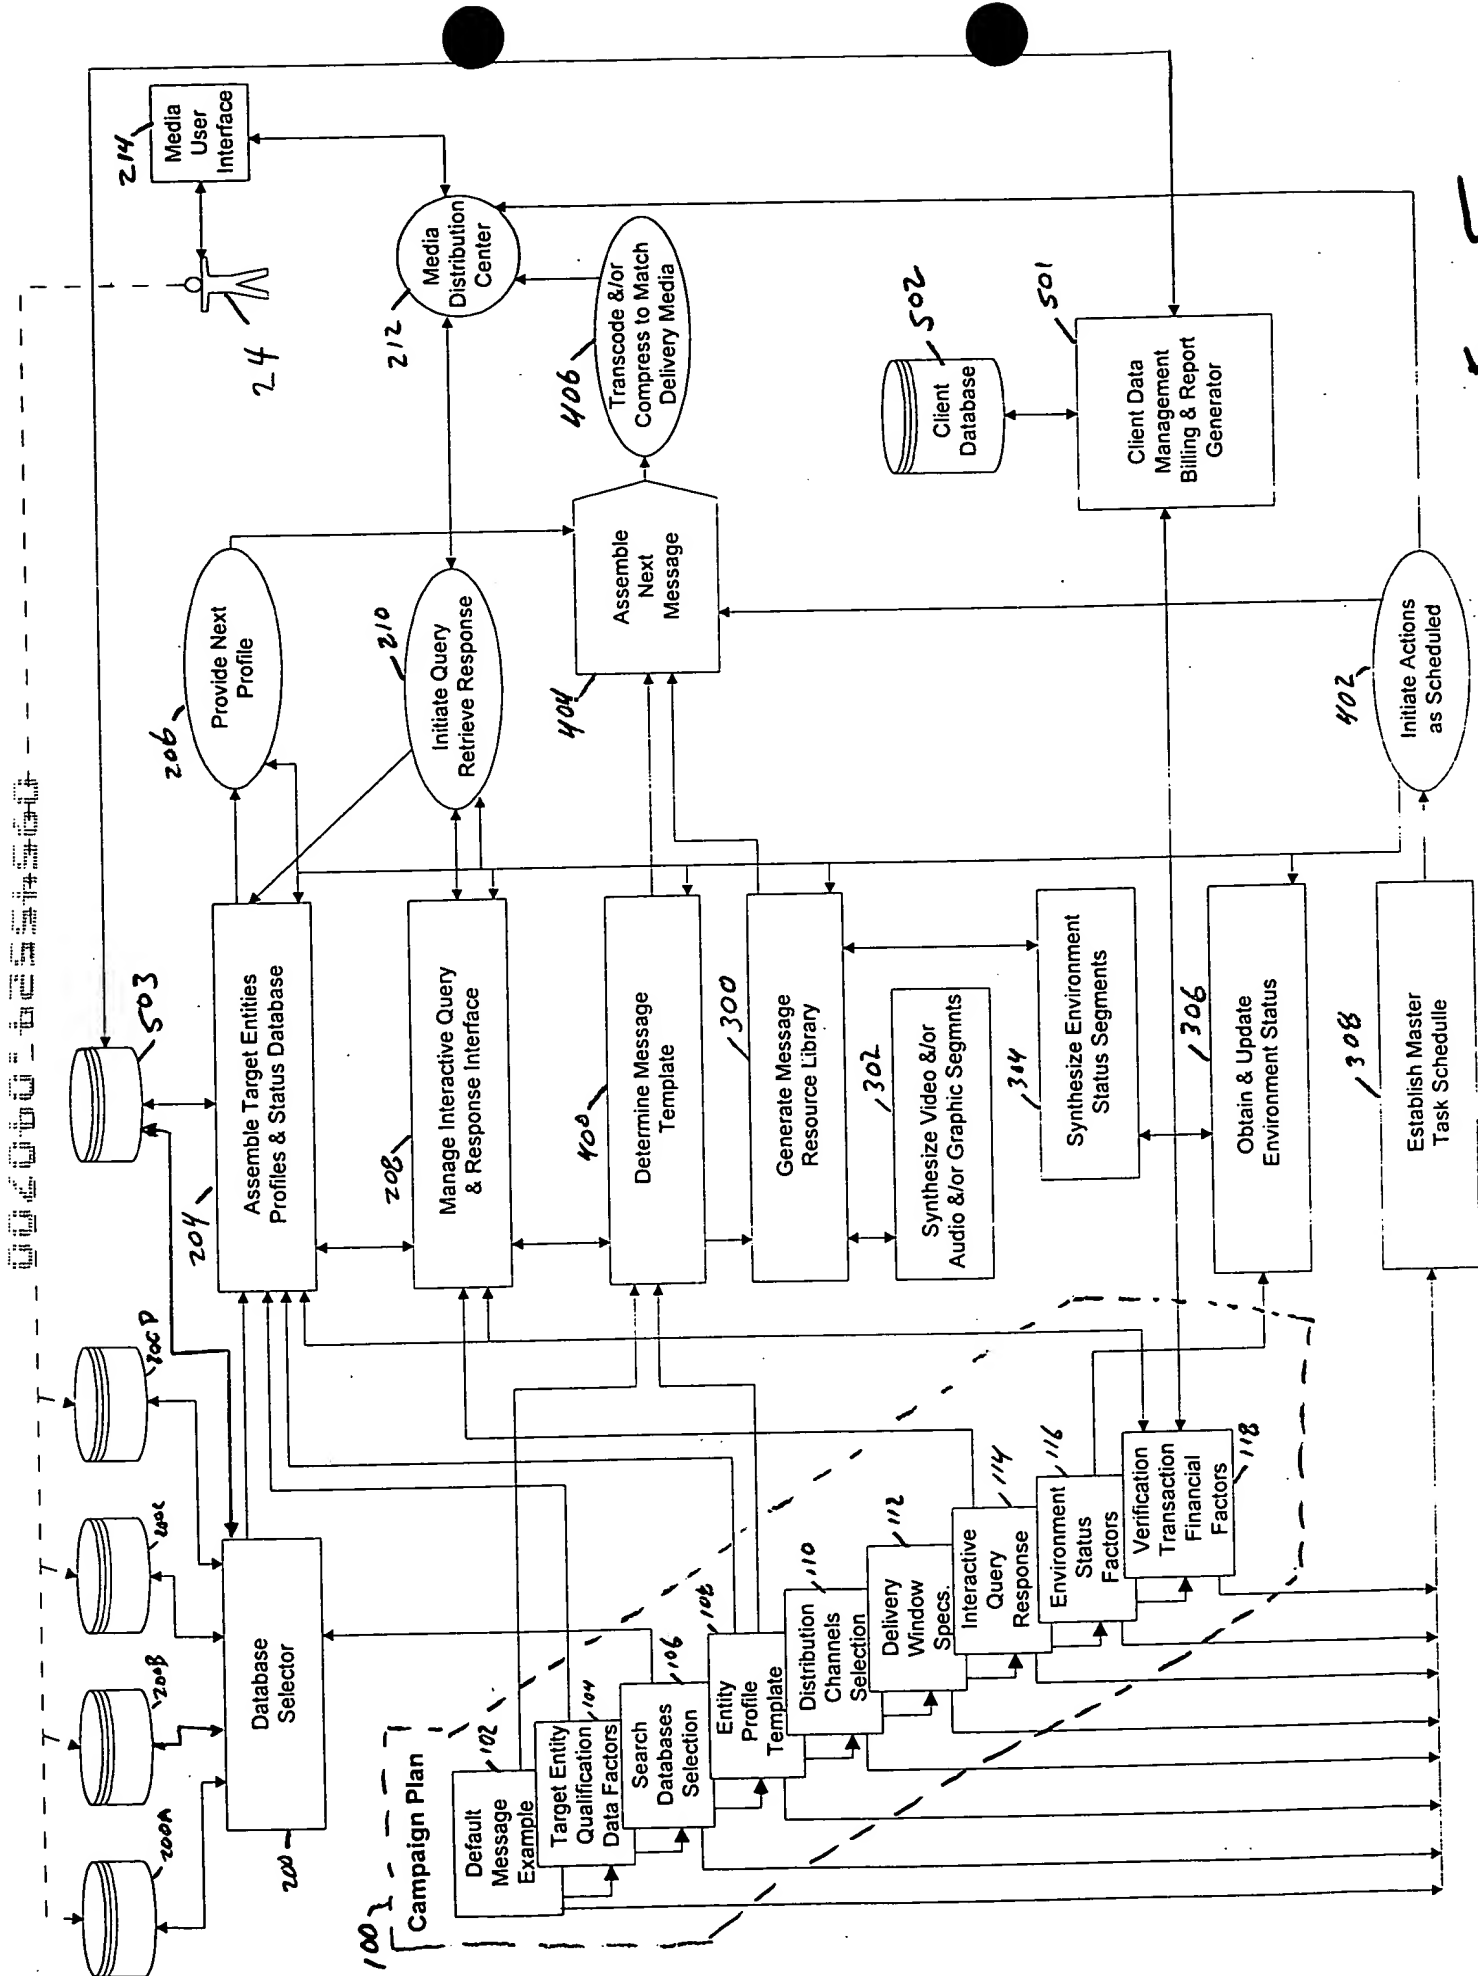 200A
200B
200C
200D
503
214
Media
User
Interface
24
Database
Selector
200
204
Assemble Target Entities
Profiles & Status Database
206
Provide Next
Profile
212
Media
Distribution
Center
208
Manage Interactive Query
& Response Interface
210
Initiate Query
Retrieve Response
406
Transcode &/or
Compress to Match
Delivery Media
400
Determine Message
Template
404
Assemble
Next
Message
300
Generate Message
Resource Library
302
Synthesize Video &/or
Audio &/or Graphic Segmnts
304
Synthesize Environment
Status Segments
306
Obtain & Update
Environment Status
308
Establish Master
Task Schedulle
402
Initiate Actions
as Scheduled
502
Client
Database
501
Client Data
Management
Billing & Report
Generator
100
Campaign Plan
102
Default
Message
Example
104
Target Entity
Qualification
Data Factors
106
Search
Databases
Selection
108
Entity
Profile
Template
110
Distribution
Channels
Selection
112
Delivery
Window
Specs.
114
Interactive
Query
Response
116
Environment
Status
Factors
118
Verification
Transaction
Financial
Factors